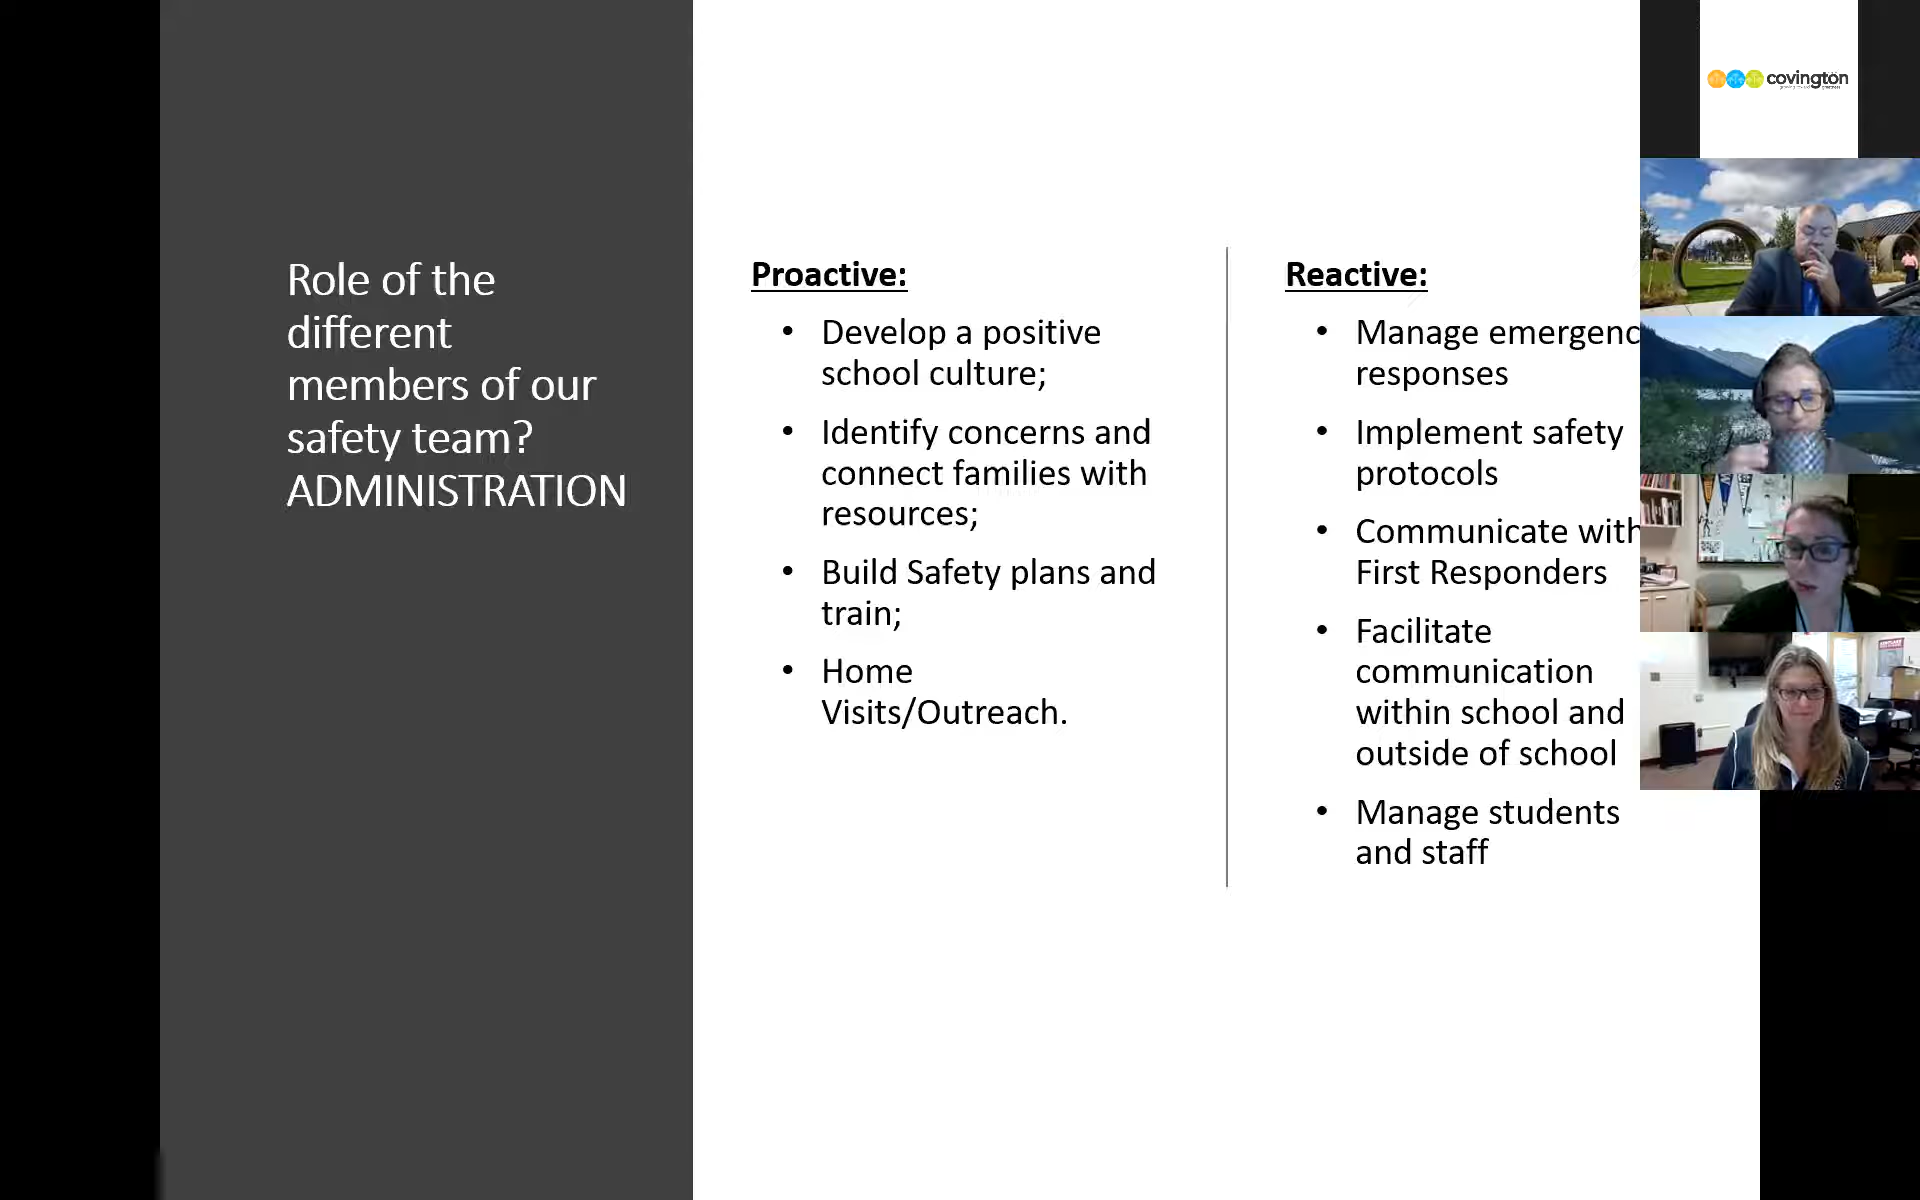 Role of the
different
members of our
safety team?
ADMINISTRATION
Proactive:
• Develop a positive
school culture;
• Identify concerns and
connect families with
resources;
• Build Safety plans and
train;
• Home
Visits/Outreach.
Reactive:
• Manage emergenc
responses
• Implement safety
protocols
• Communicate with
First Responders
• Facilitate
communication
within school and
outside of school
• Manage students
and staff
covington